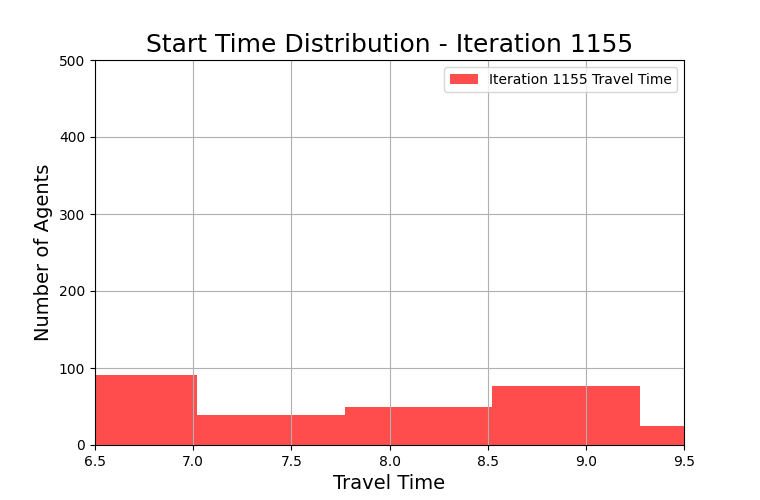 Start Time Distribution - Iteration 1155
Iteration 1155 Travel Time
Number of Agents
500
400
300
200
100
0
6.5 7.0 7.5 8.0 8.5 9.0 9.5
Travel Time